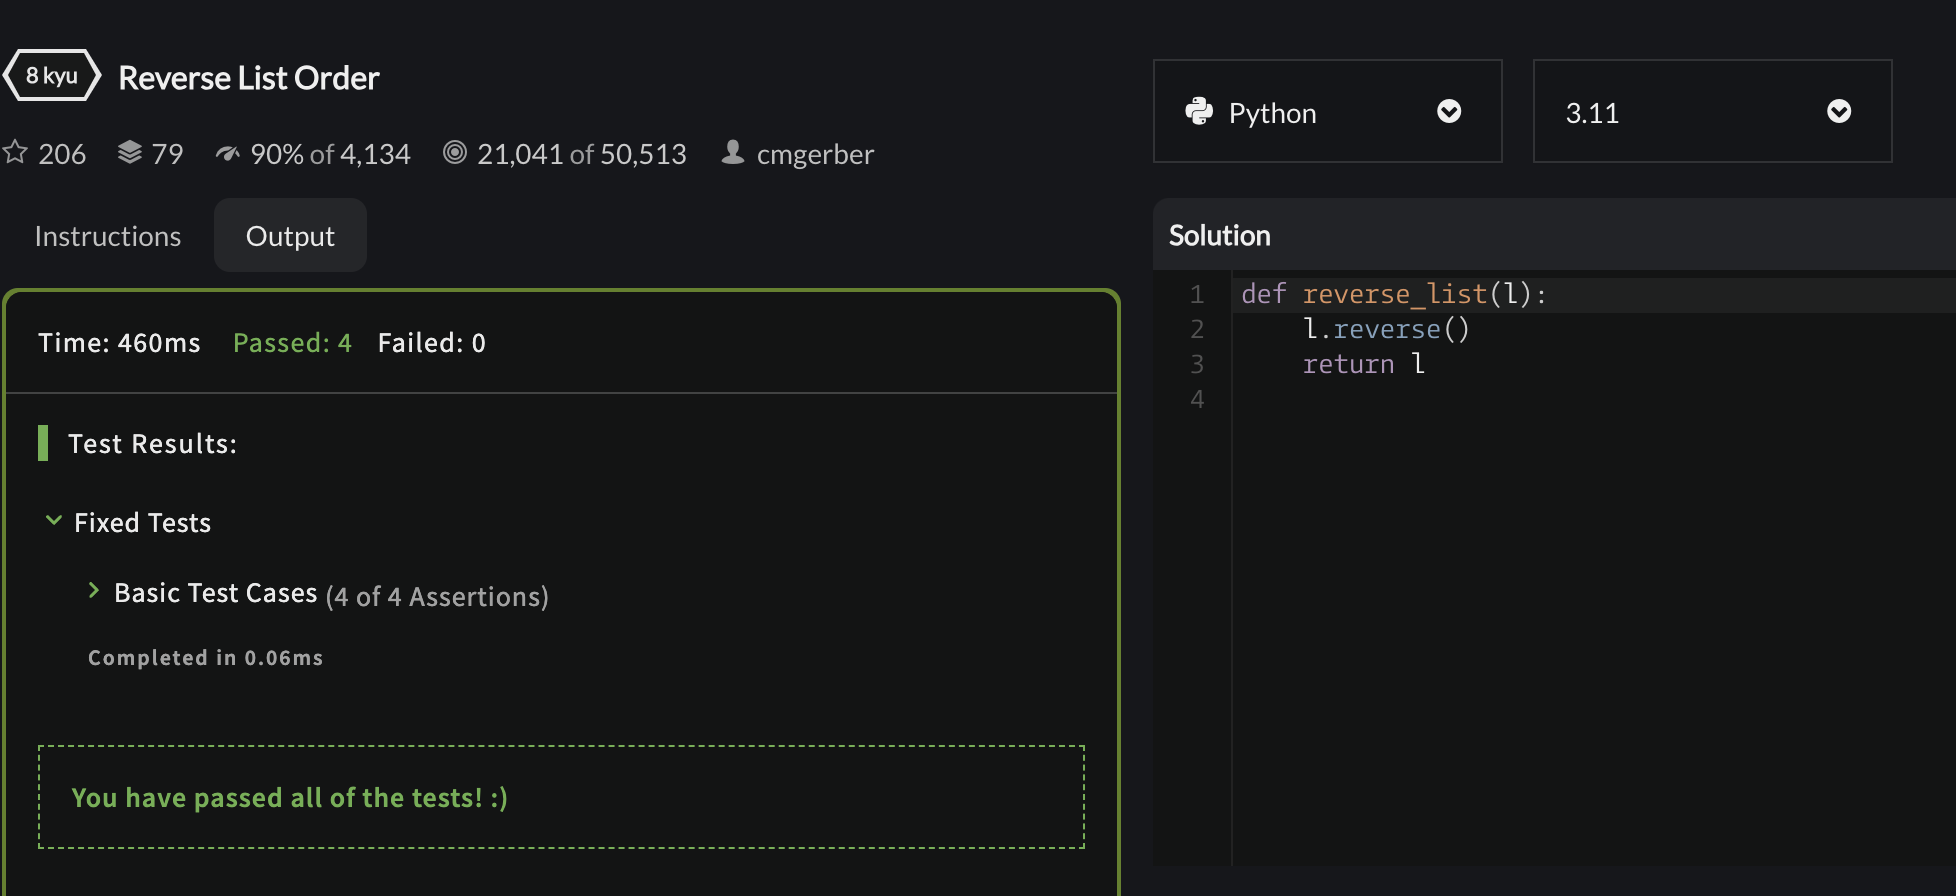 8 kyu Reverse List Order
206 79 90% of 4,134 21,041 of 50,513 cmgerber
Instructions Output
Time: 460ms Passed: 4 Failed: 0
Test Results:
Fixed Tests
Basic Test Cases (4 of 4 Assertions)
Completed in 0.06ms
You have passed all of the tests! :)
Python 3.11
Solution
1 def reverse_list(l):
2     l.reverse()
3     return l
4